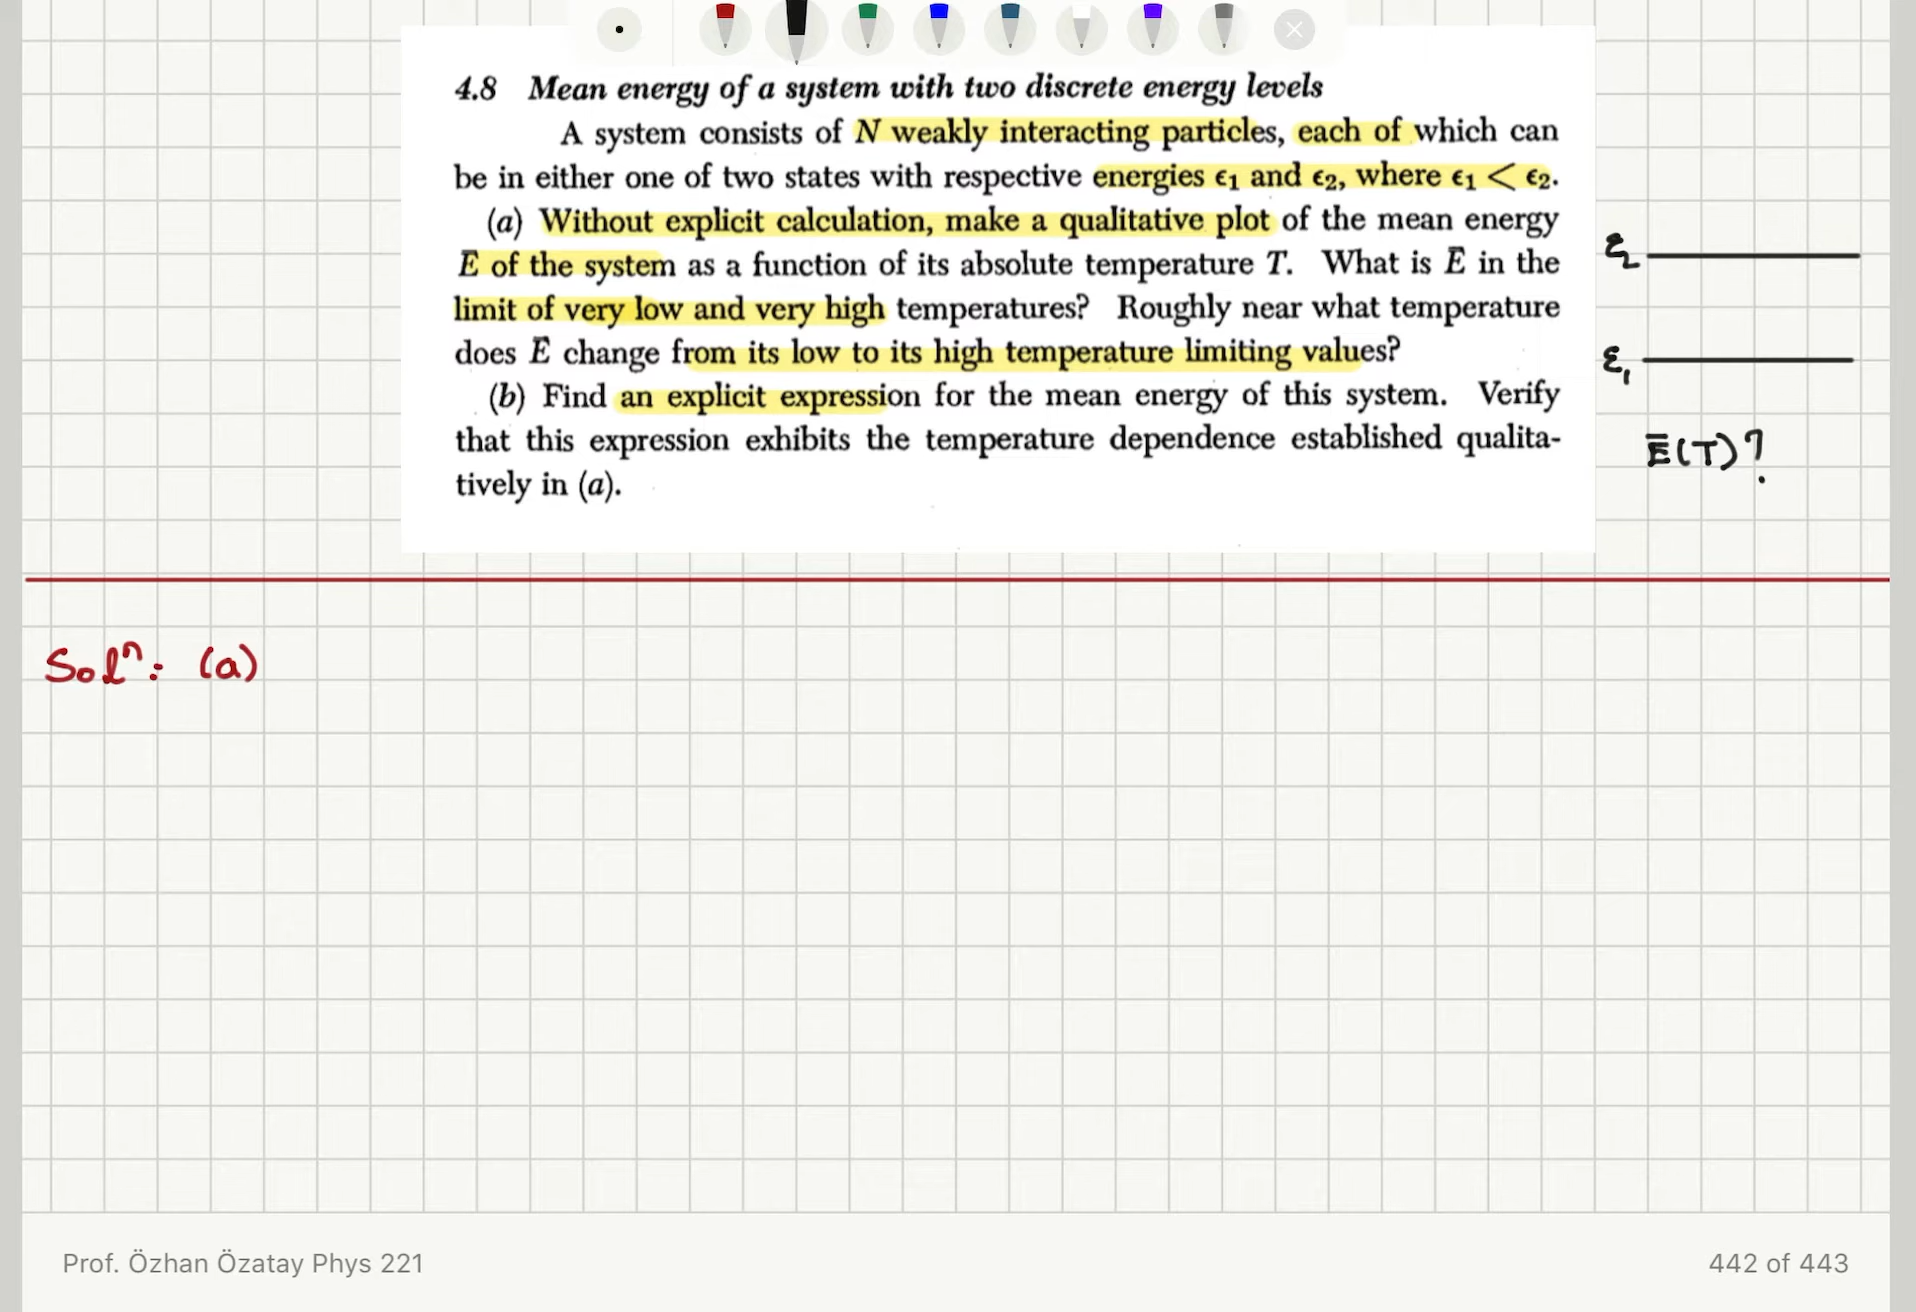 4.8 Mean energy of a system with two discrete energy levels
A system consists of N weakly interacting particles, each of which can
be in either one of two states with respective energies ϵ₁ and ϵ₂, where ϵ₁ < ϵ₂.
(a) Without explicit calculation, make a qualitative plot of the mean energy
Ē of the system as a function of its absolute temperature T. What is Ē in the
limit of very low and very high temperatures? Roughly near what temperature
does Ē change from its low to its high temperature limiting values?
(b) Find an explicit expression for the mean energy of this system. Verify
that this expression exhibits the temperature dependence established qualita-
tively in (a).
ε₂
ε₁
Ē(T)?
Solⁿ: (a)
Prof. Özhan Özatay Phys 221
442 of 443